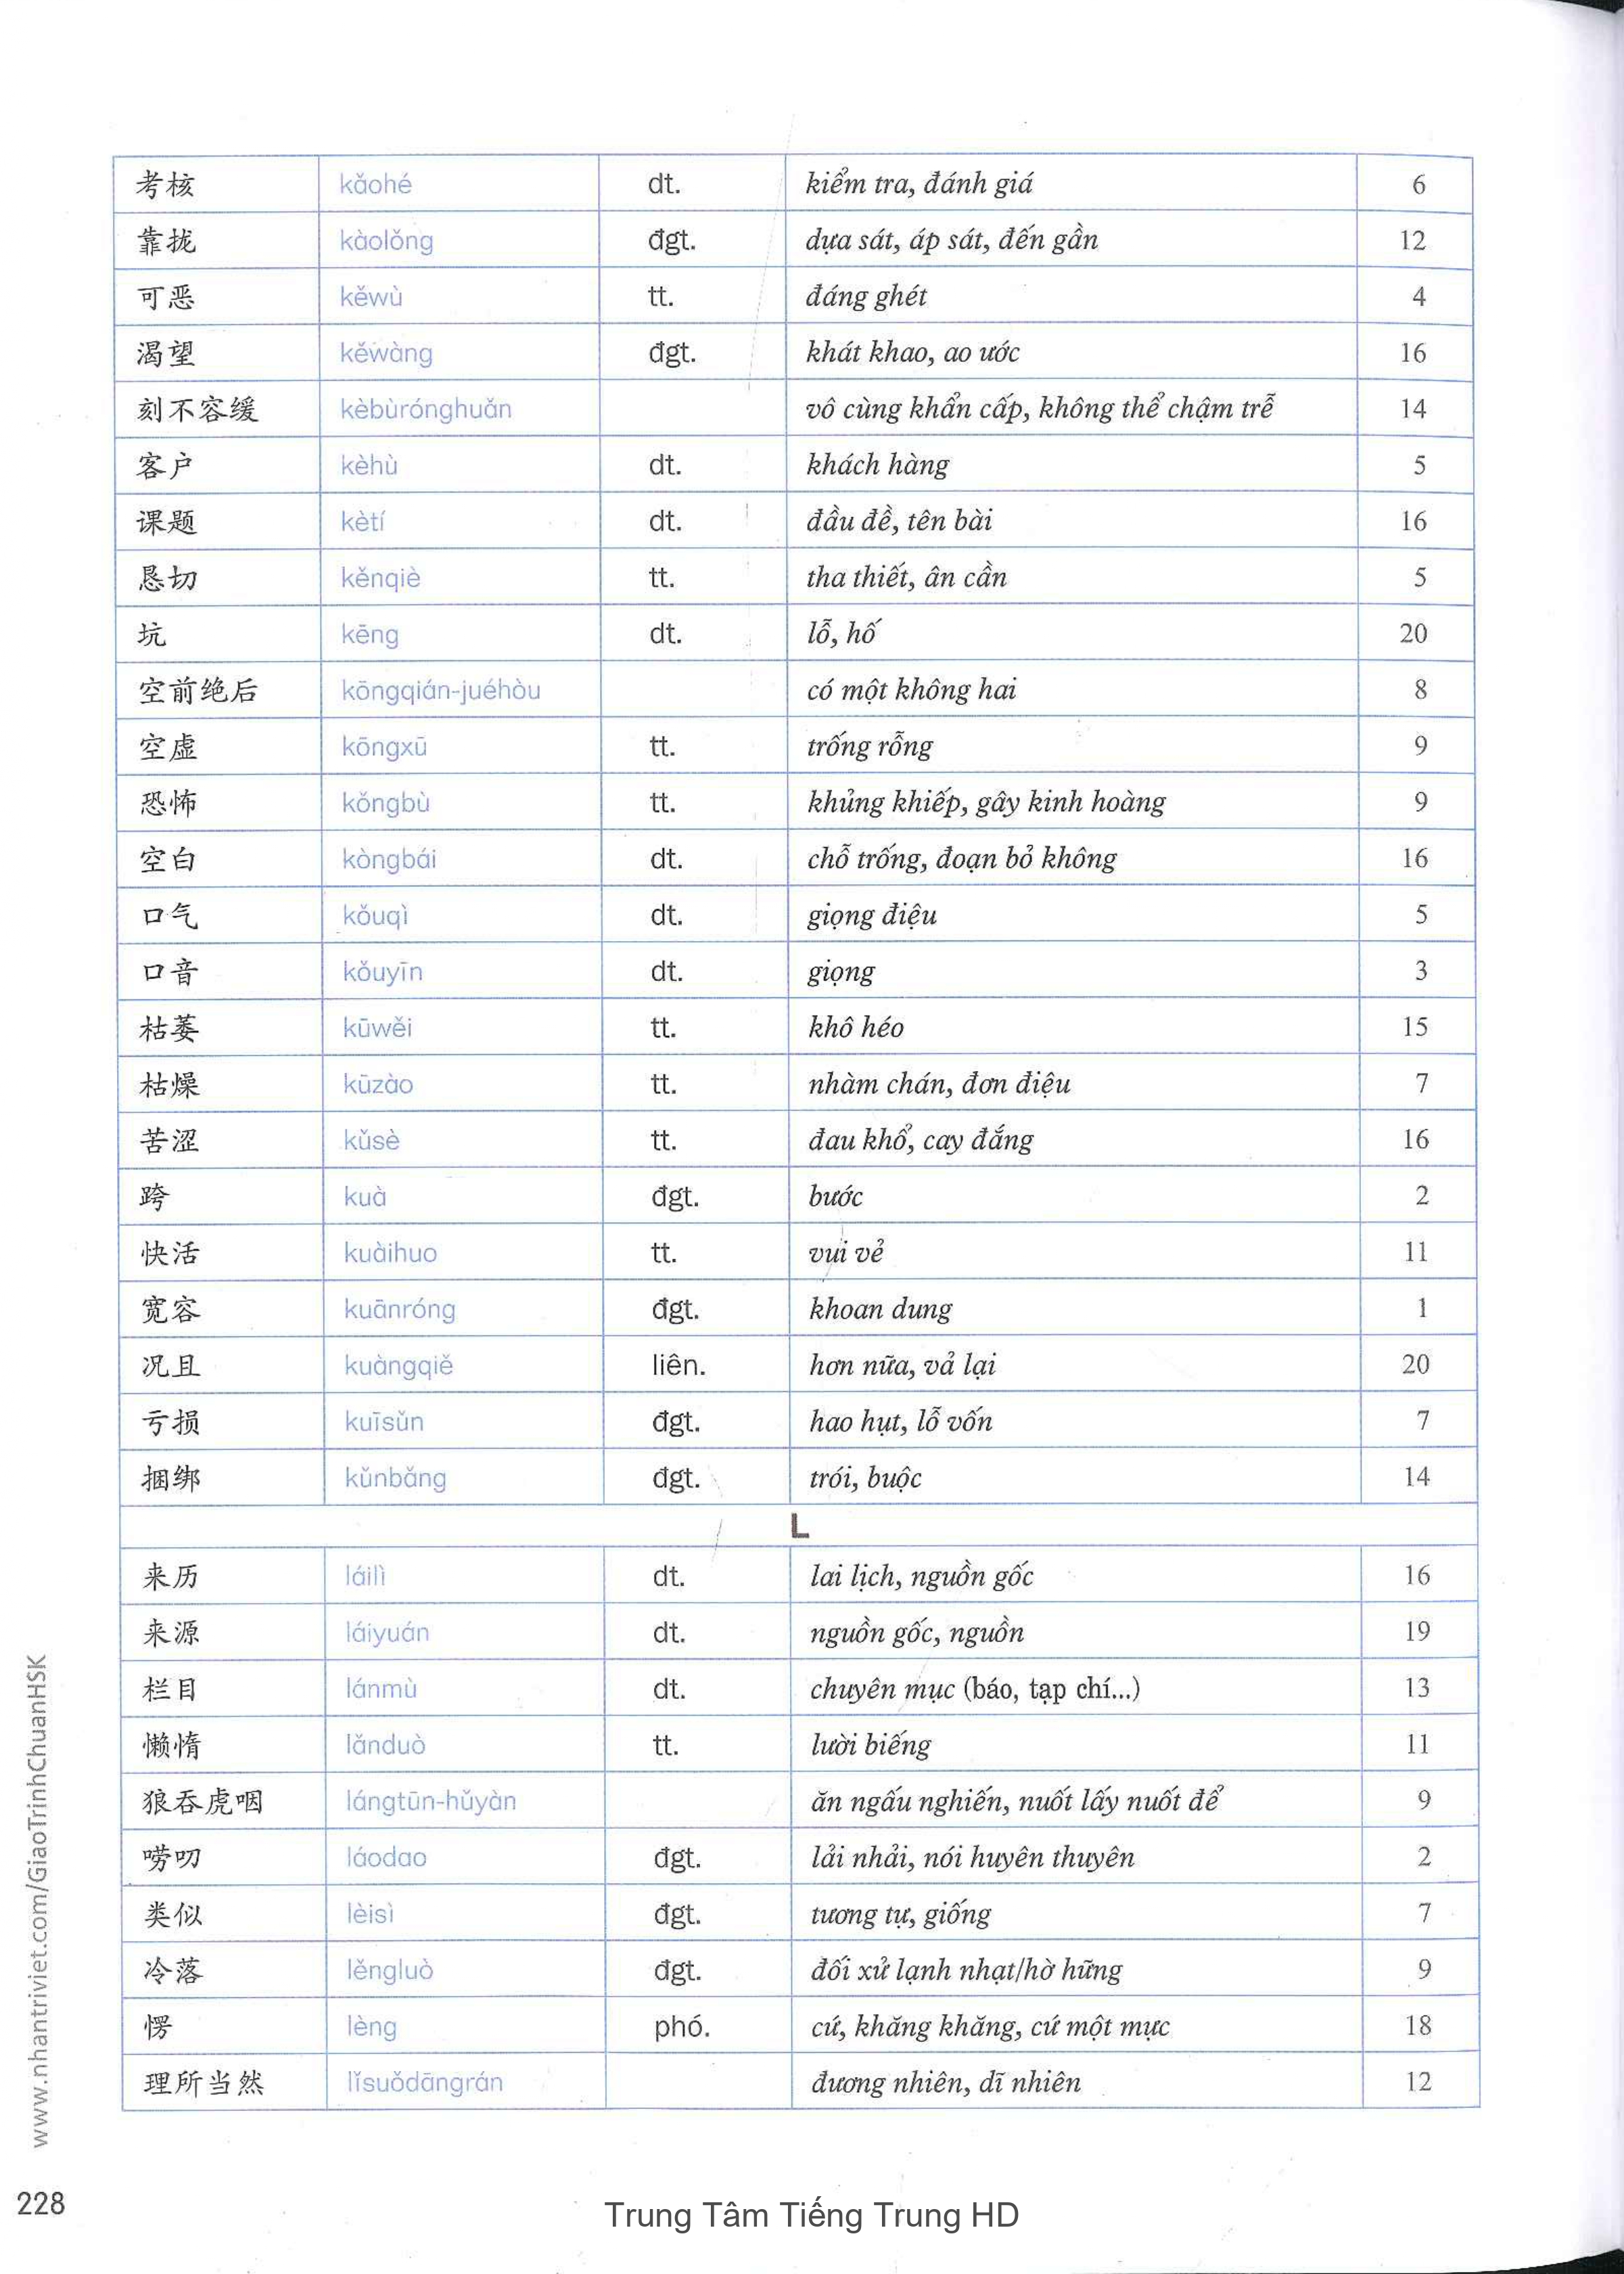 考核 kǎohé dt. kiểm tra, đánh giá 6
靠拢 kàolǒng đgt. dựa sát, áp sát, đến gần 12
可恶 kěwù tt. đáng ghét 4
渴望 kěwàng đgt. khát khao, ao ước 16
刻不容缓 kèbùrónghuǎn vô cùng khẩn cấp, không thể chậm trễ 14
客户 kèhù dt. khách hàng 5
课题 kètí dt. đầu đề, tên bài 16
恳切 kěnqiè tt. tha thiết, ân cần 5
坑 kēng dt. lỗ, hố 20
空前绝后 kōngqián-juéhòu có một không hai 8
空虚 kōngxū tt. trống rỗng 9
恐怖 kǒngbù tt. khủng khiếp, gây kinh hoàng 9
空白 kòngbái dt. chỗ trống, đoạn bỏ không 16
口气 kǒuqì dt. giọng điệu 5
口音 kǒuyīn dt. giọng 3
枯萎 kūwěi tt. khô héo 15
枯燥 kūzào tt. nhàm chán, đơn điệu 7
苦涩 kǔsè tt. đau khổ, cay đắng 16
跨 kuà đgt. bước 2
快活 kuàihuo tt. vui vẻ 11
宽容 kuānróng đgt. khoan dung 1
况且 kuàngqiě liên. hơn nữa, vả lại 20
亏损 kuīsǔn đgt. hao hụt, lỗ vốn 7
捆绑 kǔnbǎng đgt. trói, buộc 14
L
来历 láilì dt. lai lịch, nguồn gốc 16
来源 láiyuán dt. nguồn gốc, nguồn 19
栏目 lánmù dt. chuyên mục (báo, tạp chí...) 13
懒惰 lǎnduò tt. lười biếng 11
狼吞虎咽 lángtūn-hǔyàn ăn ngấu nghiến, nuốt lấy nuốt để 9
唠叨 láodao đgt. lải nhải, nói huyên thuyên 2
类似 lèisì đgt. tương tự, giống 7
冷落 lěngluò đgt. đối xử lạnh nhạt/hờ hững 9
愣 lèng phó. cứ, khăng khăng, cứ một mực 18
理所当然 lǐsuǒdāngrán đương nhiên, dĩ nhiên 12
www.nhantriviet.com/GiaoTrinhChuanHSK
228
Trung Tâm Tiếng Trung HD